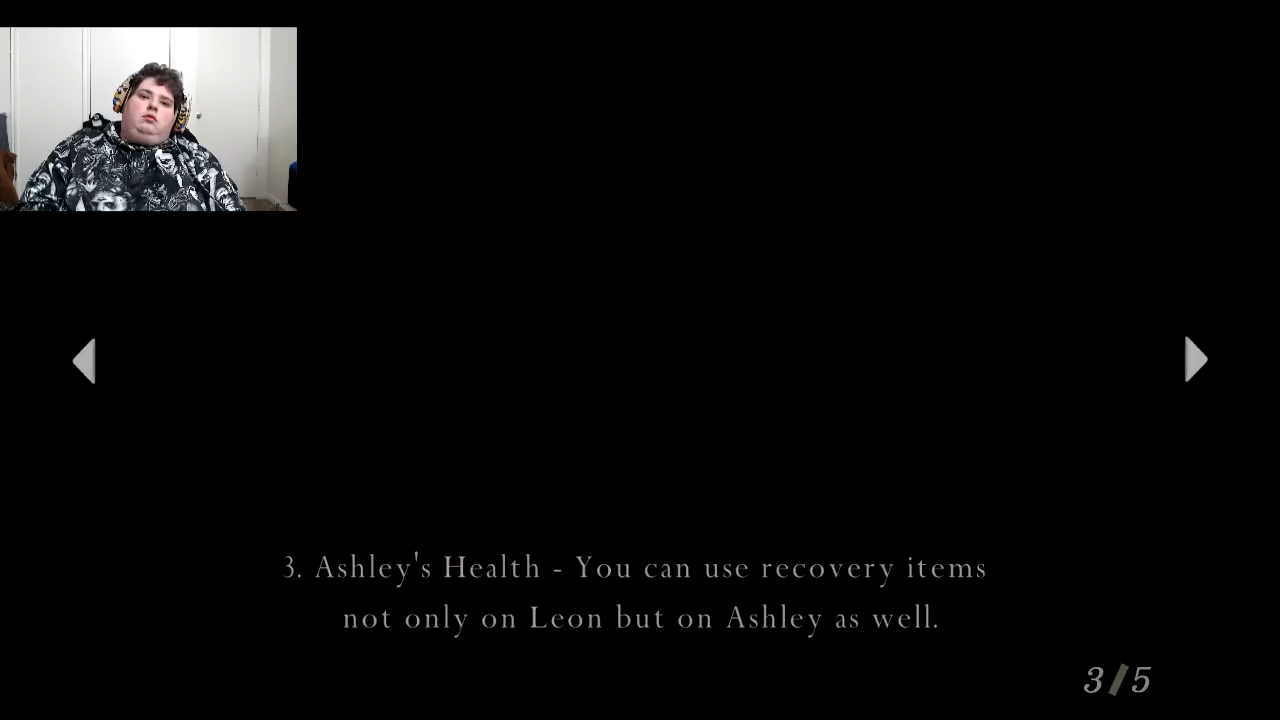 3. Ashley's Health - You can use recovery items
not only on Leon but on Ashley as well.
3/5